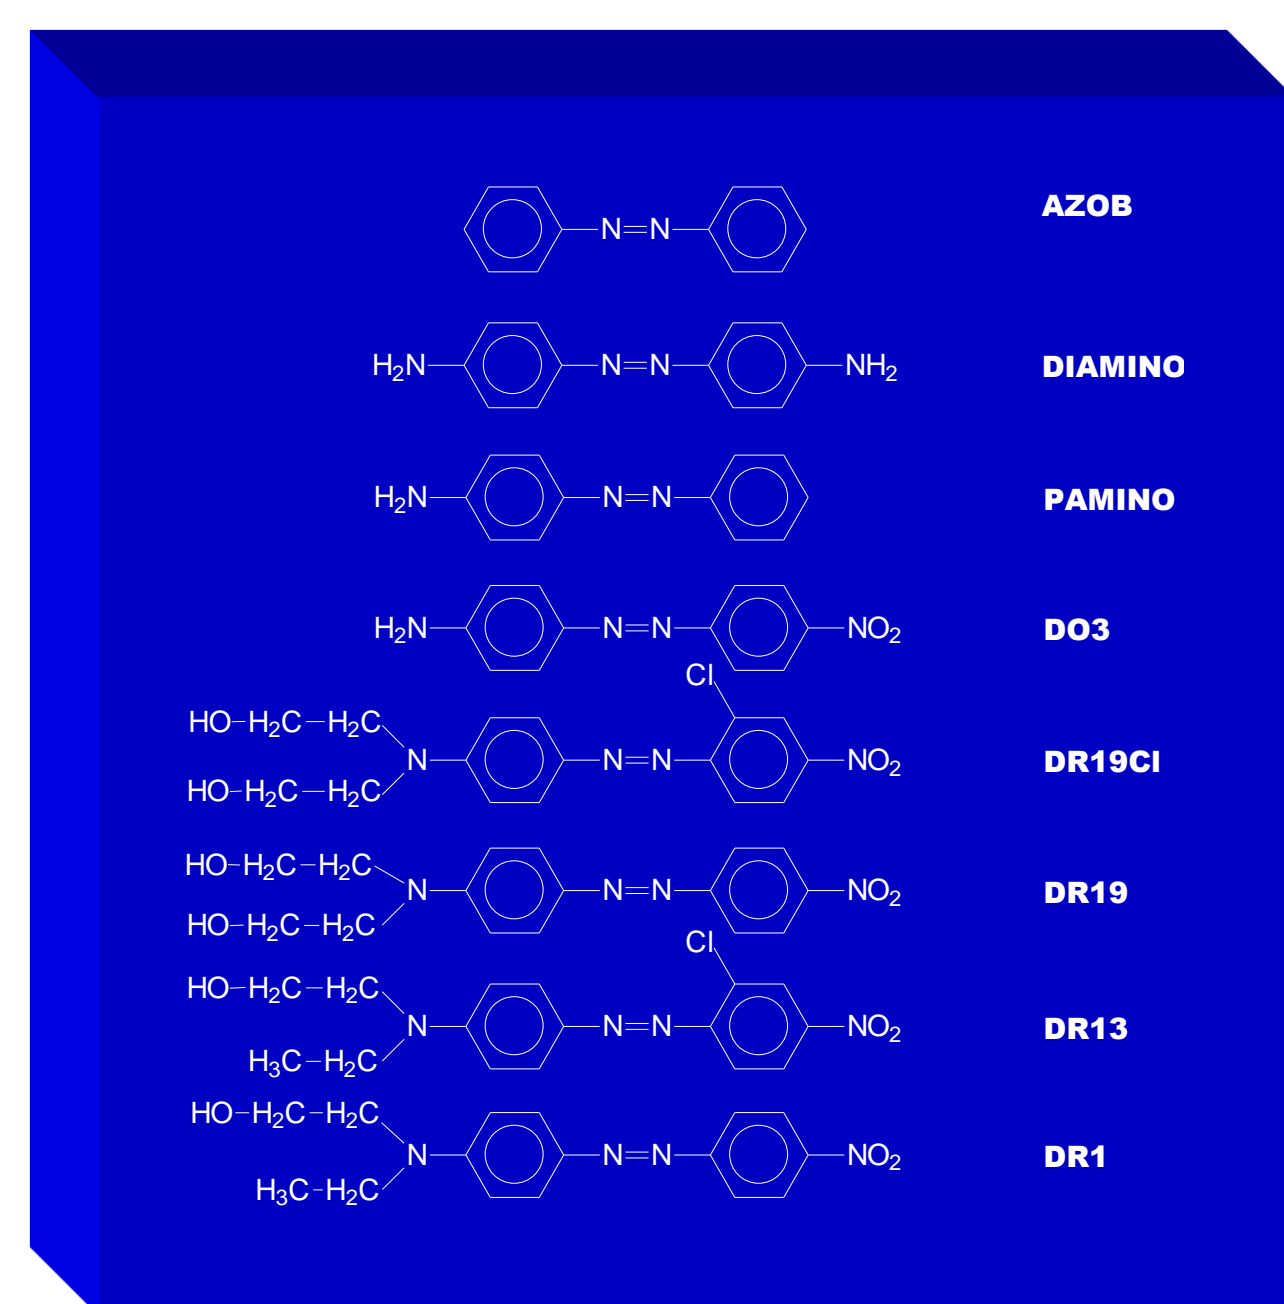 N=N AZOB
H₂N N=N NH₂ DIAMINO
H₂N N=N PAMINO
H₂N N=N NO₂ DO3
Cl
HO-H₂C-H₂C
N N=N NO₂ DR19Cl
HO-H₂C-H₂C
HO-H₂C-H₂C
N N=N NO₂ DR19
HO-H₂C-H₂C
Cl
HO-H₂C-H₂C
N N=N NO₂ DR13
H₃C-H₂C
HO-H₂C-H₂C
N N=N NO₂ DR1
H₃C-H₂C